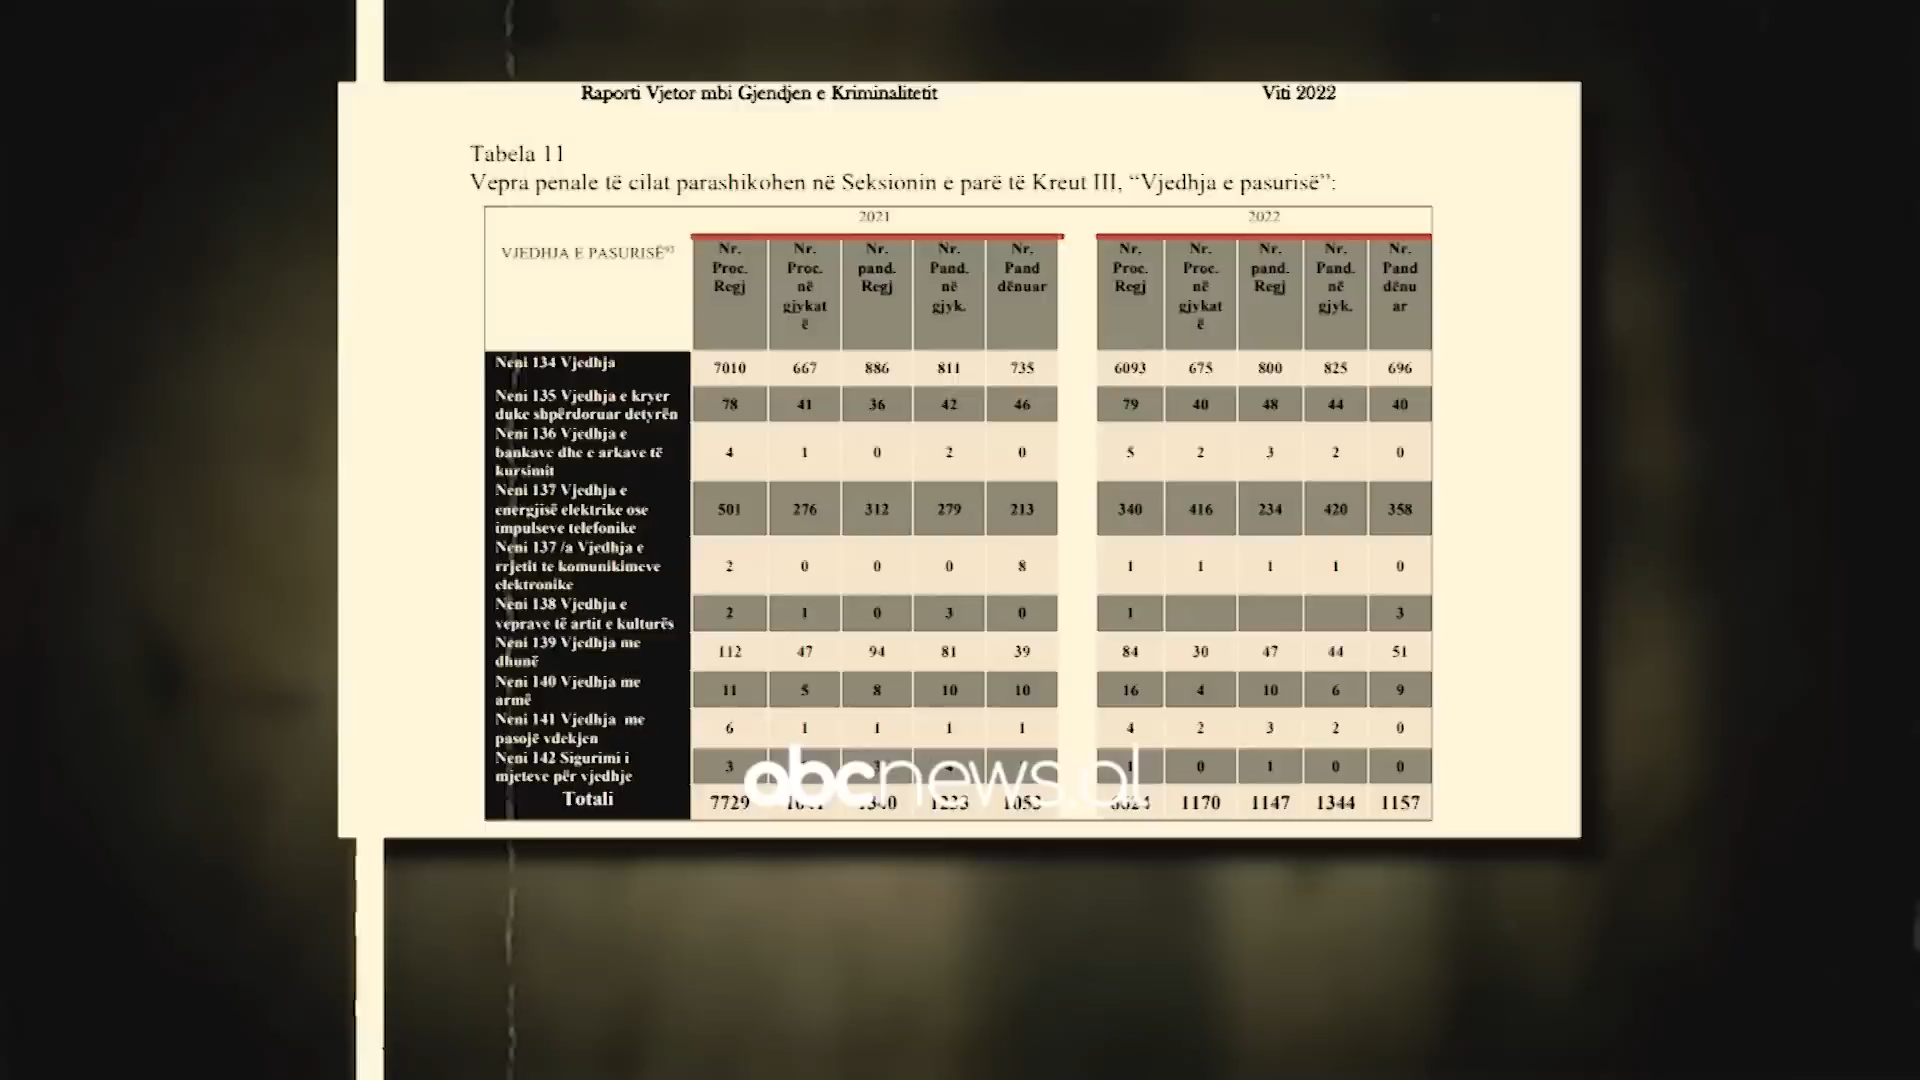 Raporti Vjetor mbi Gjendjen e Kriminalitetit Viti 2022
Tabela 11
Vepra penale të cilat parashikohen në Seksionin e parë të Kreut III, “Vjedhja e pasurisë”:
2021 2022
VJEDHJA E PASURISË⁹³
Nr. Proc. Regj
Nr. Proc. në gjykat ë
Nr. pand. Regj
Nr. Pand. në gjyk.
Nr. Pand dënuar
Nr. Proc. Regj
Nr. Proc. në gjykat ë
Nr. pand. Regj
Nr. Pand. në gjyk.
Nr. Pand dënu ar
Neni 134 Vjedhja 7010 667 886 811 735 6093 675 800 825 696
Neni 135 Vjedhja e kryer
duke shpërdoruar detyrën 78 41 36 42 46 79 40 48 44 40
Neni 136 Vjedhja e
bankave dhe e arkave të 4 1 0 2 0 5 2 3 2 0
kursimit
Neni 137 Vjedhja e
energjisë elektrike ose 501 276 312 279 213 340 416 234 420 358
impulseve telefonike
Neni 137 /a Vjedhja e
rrjetit te komunikimeve 2 0 0 0 8 1 1 1 1 0
elektronike
Neni 138 Vjedhja e
veprave të artit e kulturës 2 1 0 3 0 1 3
Neni 139 Vjedhja me
dhunë 112 47 94 81 39 84 30 47 44 51
Neni 140 Vjedhja me
armë 11 5 8 10 10 16 4 10 6 9
Neni 141 Vjedhja me
pasojë vdekjen 6 1 1 1 1 4 2 3 2 0
Neni 142 Sigurimi i
mjeteve për vjedhje 3 1 0 1 0 0
abcnews.al
Totali 7729 1233 1053 6624 1170 1147 1344 1157